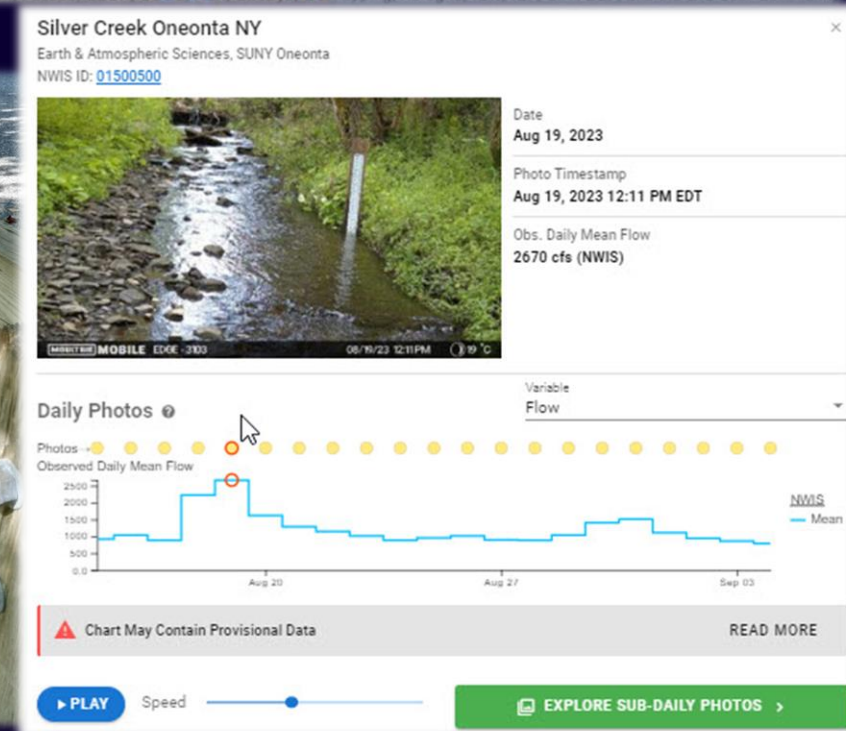 Silver Creek Oneonta NY
Earth & Atmospheric Sciences, SUNY Oneonta
NWIS ID: 01500500
Date
Aug 19, 2023
Photo Timestamp
Aug 19, 2023 12:11 PM EDT
Obs. Daily Mean Flow
2670 cfs (NWIS)
MOULTRIE MOBILE EDGE-3103 08/19/23 12:11PM 19 °C
Daily Photos
Variable
Flow
Photos
Observed Daily Mean Flow
2500
2000
1500
1000
500
0.0
Aug 20 Aug 27 Sep 03
NWIS
Mean
Chart May Contain Provisional Data READ MORE
PLAY Speed EXPLORE SUB-DAILY PHOTOS